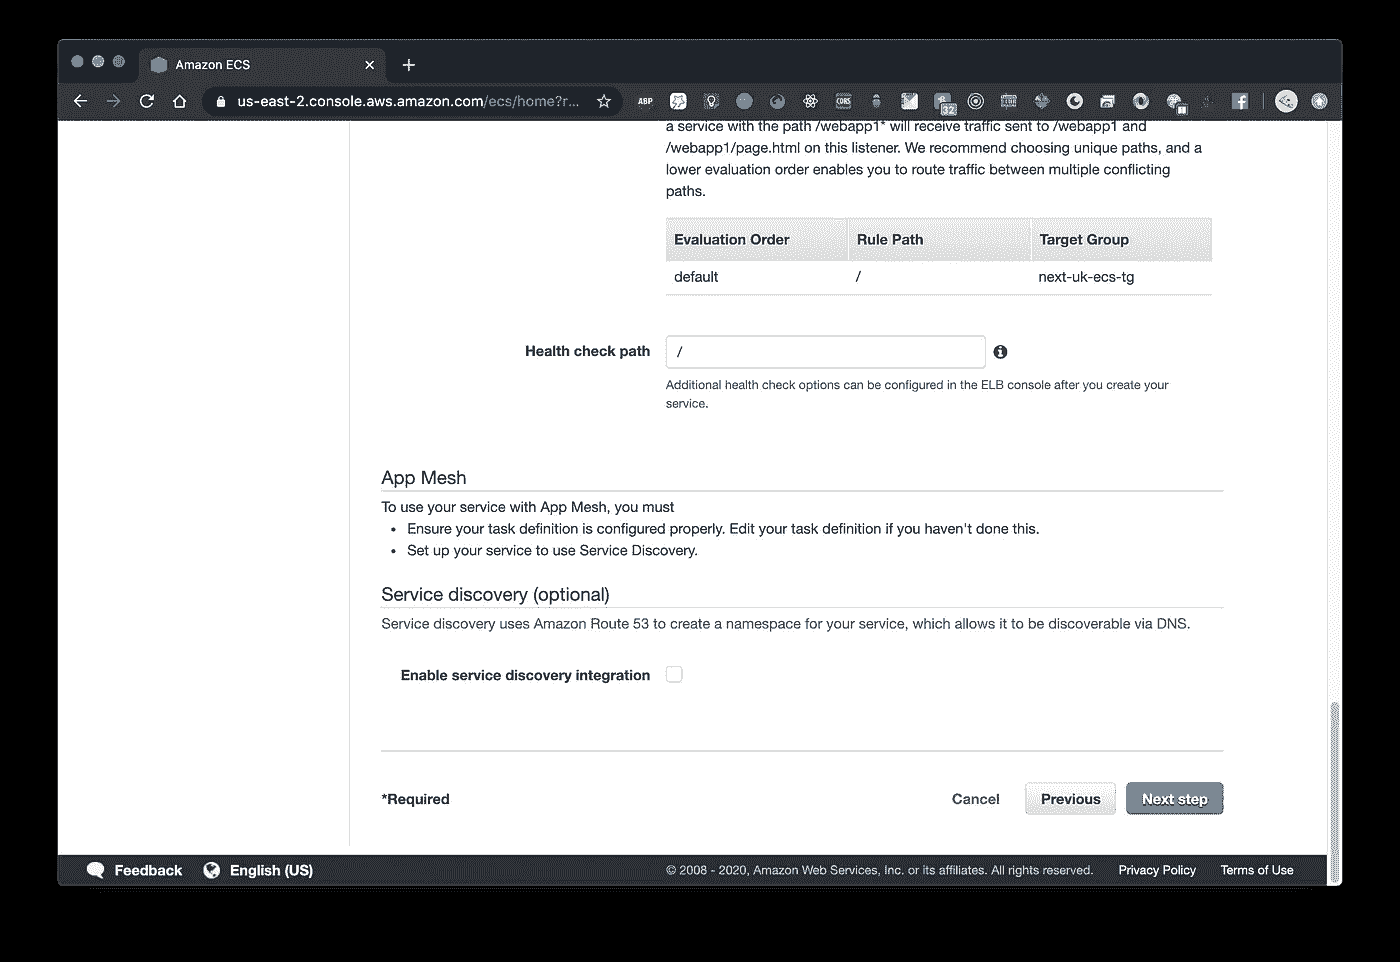 Amazon ECS
us-east-2.console.aws.amazon.com/ecs/home?r...
ABP
CORS
32
a service with the path /webapp1* will receive traffic sent to /webapp1 and
/webapp1/page.html on this listener. We recommend choosing unique paths, and a
lower evaluation order enables you to route traffic between multiple conflicting
paths.
Evaluation Order Rule Path Target Group
default / next-uk-ecs-tg
Health check path /
Additional health check options can be configured in the ELB console after you create your
service.
App Mesh
To use your service with App Mesh, you must
• Ensure your task definition is configured properly. Edit your task definition if you haven't done this.
• Set up your service to use Service Discovery.
Service discovery (optional)
Service discovery uses Amazon Route 53 to create a namespace for your service, which allows it to be discoverable via DNS.
Enable service discovery integration
*Required Cancel Previous Next step
Feedback English (US) © 2008 - 2020, Amazon Web Services, Inc. or its affiliates. All rights reserved. Privacy Policy Terms of Use